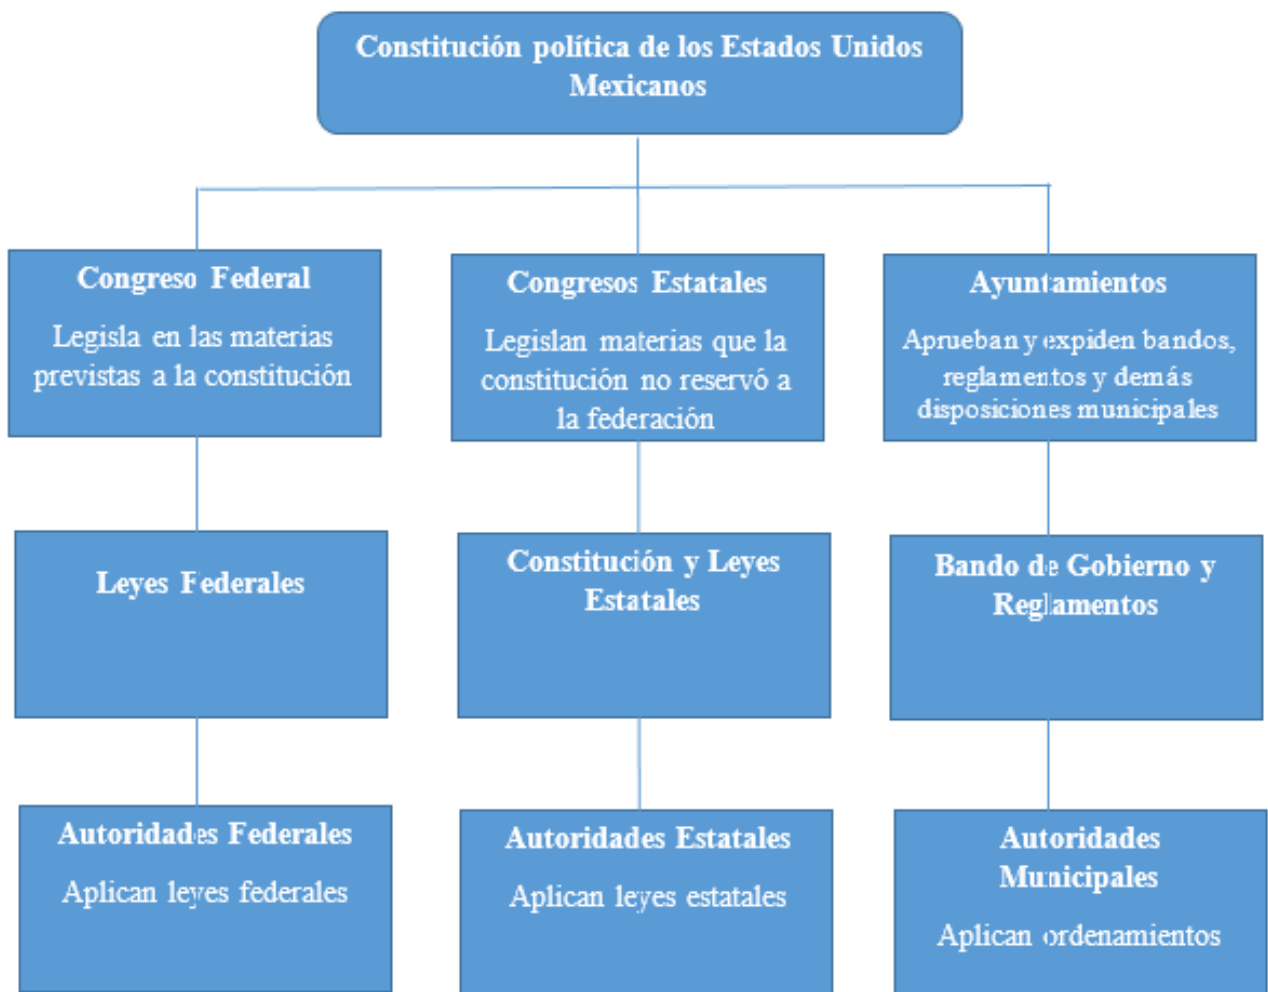 Constitución política de los Estados Unidos
Mexicanos
Congreso Federal
Legisla en las materias
previstas a la constitución
Congresos Estatales
Legislan materias que la
constitución no reservó a
la federación
Ayuntamientos
Aprueban y expiden bandos,
reglamentos y demás
disposiciones municipales
Leyes Federales
Constitución y Leyes
Estatales
Bando de Gobierno y
Reglamentos
Autoridades Federales
Aplican leyes federales
Autoridades Estatales
Aplican leyes estatales
Autoridades
Municipales
Aplican ordenamientos